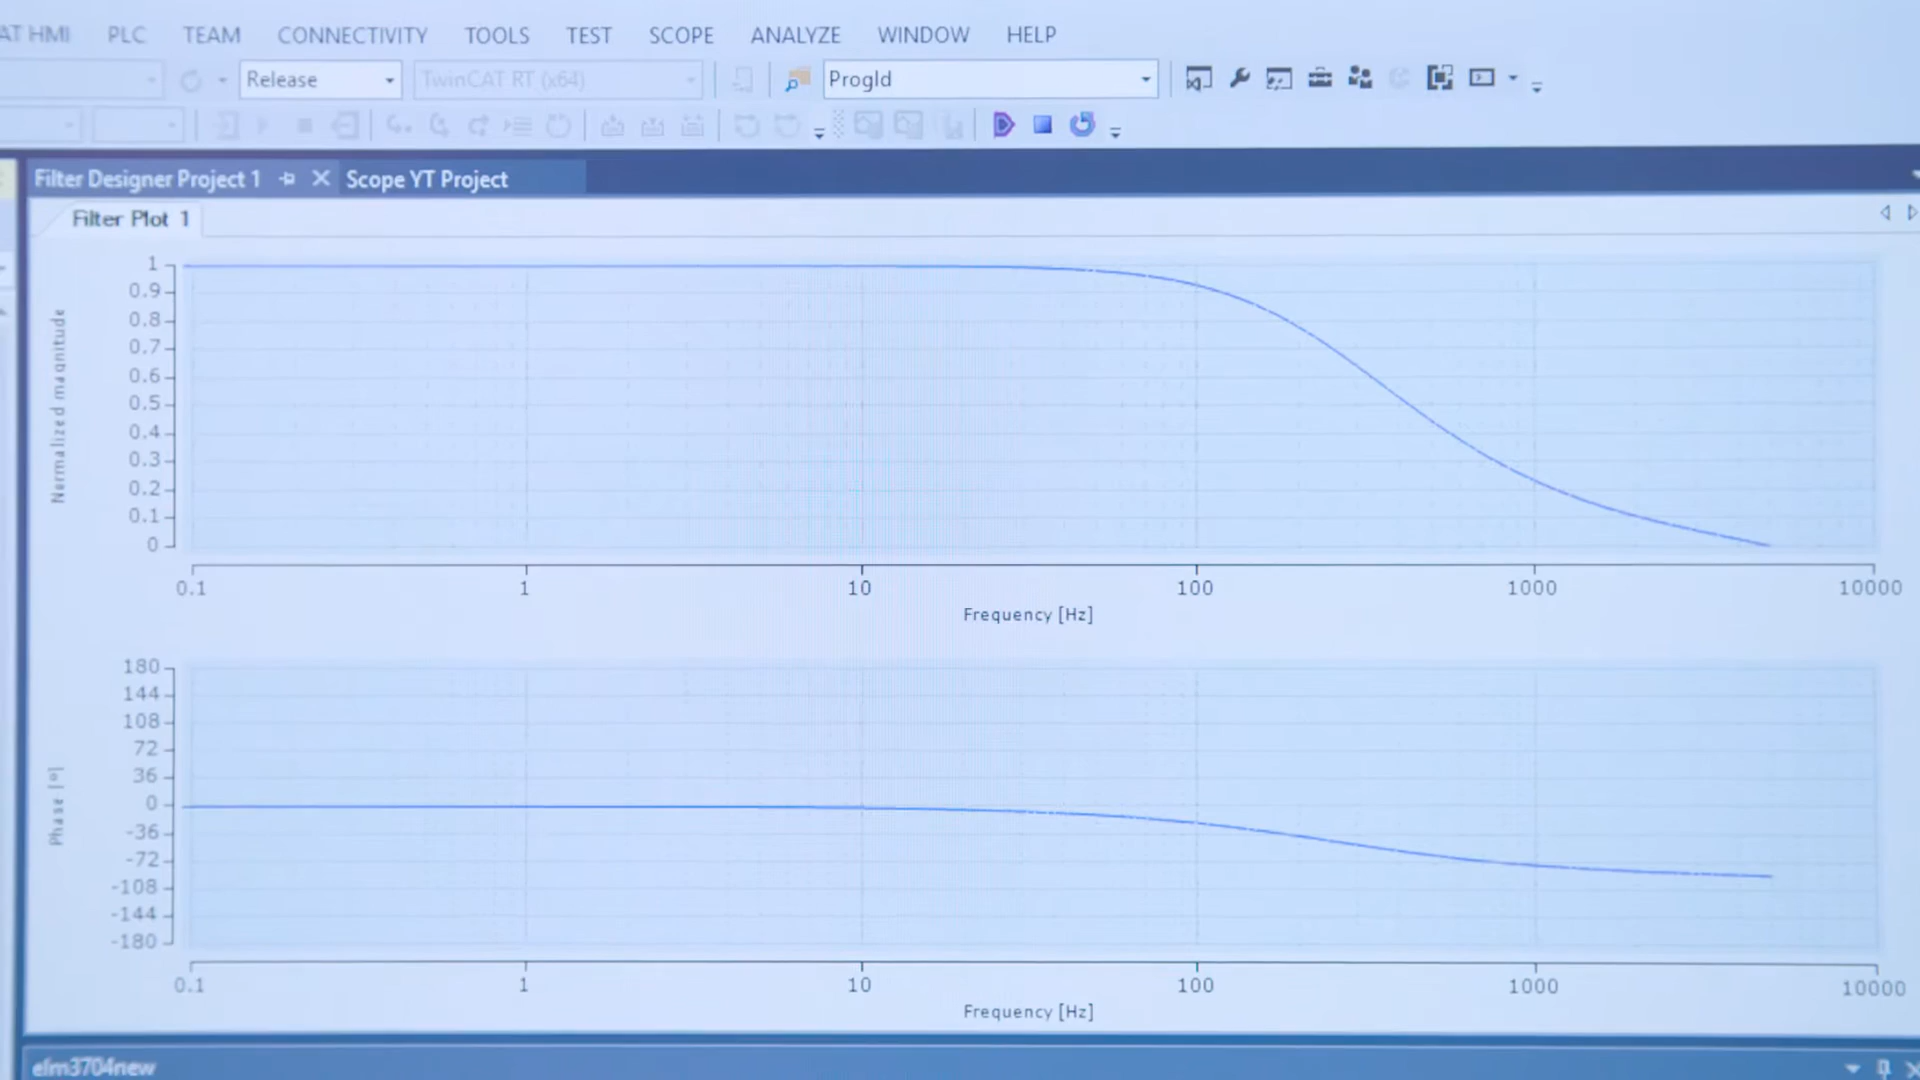 AT HMI PLC TEAM CONNECTIVITY TOOLS TEST SCOPE ANALYZE WINDOW HELP
Release TwinCAT RT (x64) ProgId
Filter Designer Project 1 Scope YT Project
Filter Plot 1
Normalized magnitude
1
0.9
0.8
0.7
0.6
0.5
0.4
0.3
0.2
0.1
0
0.1 1 10 100 1000 10000
Frequency [Hz]
Phase [°]
180
144
108
72
36
0
-36
-72
-108
-144
-180
0.1 1 10 100 1000 10000
Frequency [Hz]
elm3704new